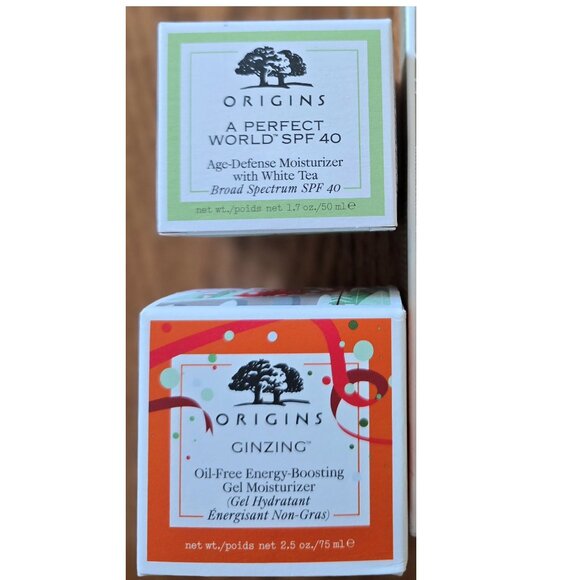 ORIGINS
A PERFECT
WORLD™ SPF 40
Age-Defense Moisturizer
with White Tea
Broad Spectrum SPF 40
net wt./poids net 1.7 oz./50 ml ℮
ORIGINS
GINZING™
Oil-Free Energy-Boosting
Gel Moisturizer
(Gel Hydratant
Énergisant Non-Gras)
net wt./poids net 2.5 oz./75 ml ℮